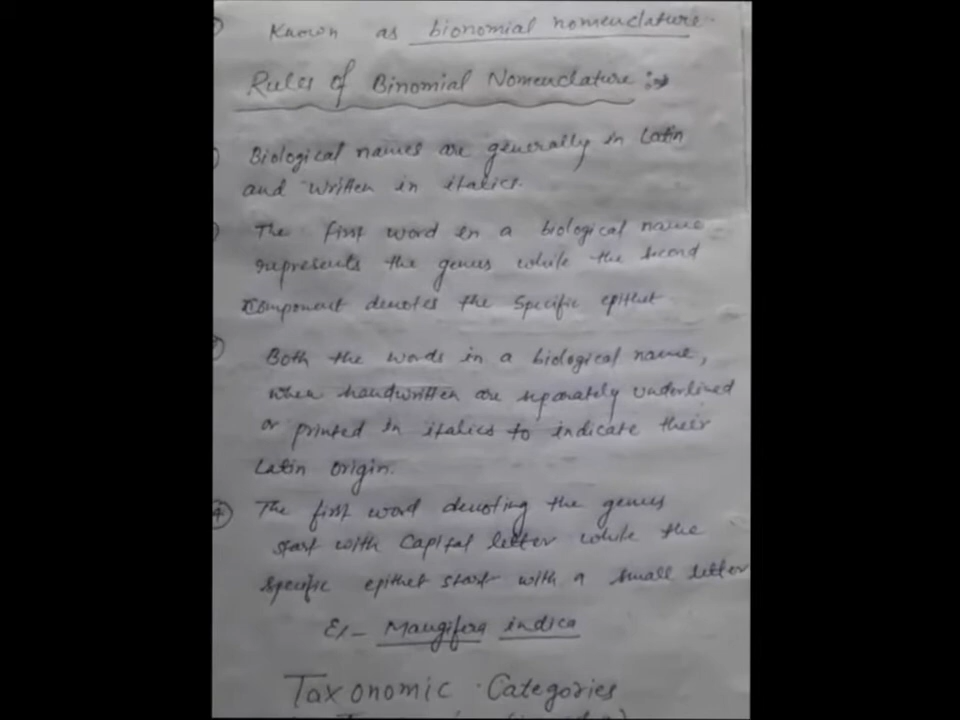 Known as bionomial nomenclature
Rules of Binomial Nomenclature :→
Biological names are generally in Latin
and written in italics.
The first word in a biological name
represents the genus while the second
Component denotes the Specific epithet
Both the words in a biological name,
when handwritten are seperately underlined
or printed in italics to indicate their
Latin origin.
④ The first word denoting the genus
start with Capital letter while the
specific epithet start with a small letter
Ex- Mangifera indica
Taxonomic Categories